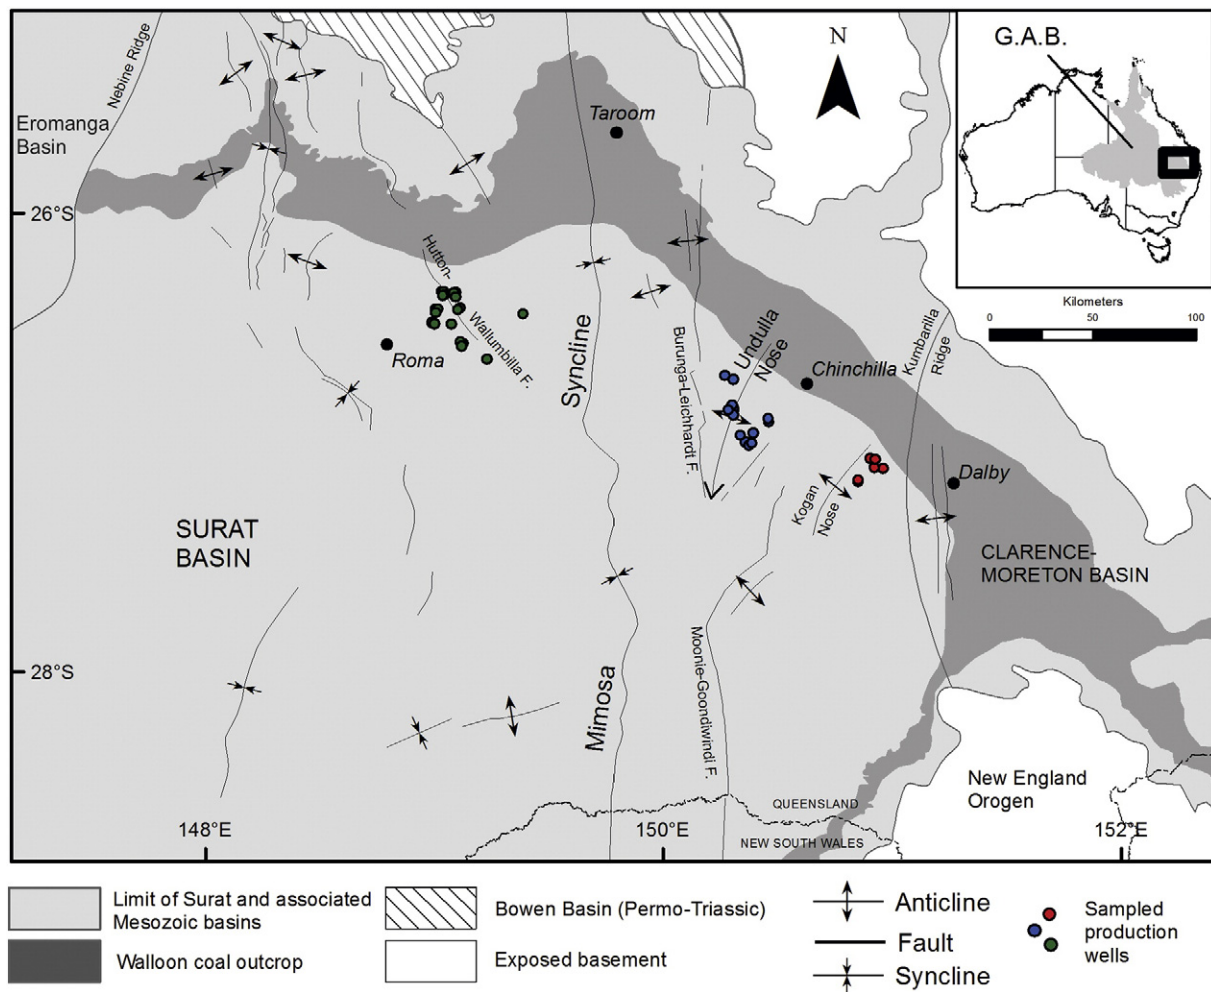 Nebine Ridge
Eromanga
Basin
Taroom
N
G.A.B.
26°S
Kilometers
0
50
100
Hutton-
Wallumbilla F.
Roma
Syncline
Burunga-Leichhardt F.
Undulla
Nose
Chinchilla
Kumbarilla
Ridge
Kogan
Nose
Dalby
SURAT
BASIN
CLARENCE-
MORETON BASIN
28°S
Mimosa
Moonie-Goondiwindi F.
New England
Orogen
QUEENSLAND
NEW SOUTH WALES
148°E
150°E
152°E
Limit of Surat and associated
Mesozoic basins
Walloon coal outcrop
Bowen Basin (Permo-Triassic)
Exposed basement
Anticline
Fault
Syncline
Sampled
production
wells